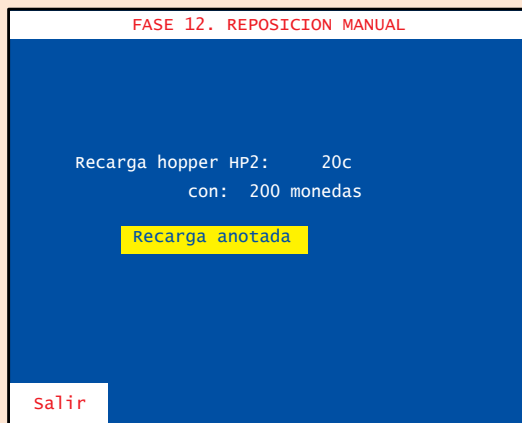 FASE 12. REPOSICION MANUAL
Recarga hopper HP2: 20c
con: 200 monedas
Recarga anotada
Salir